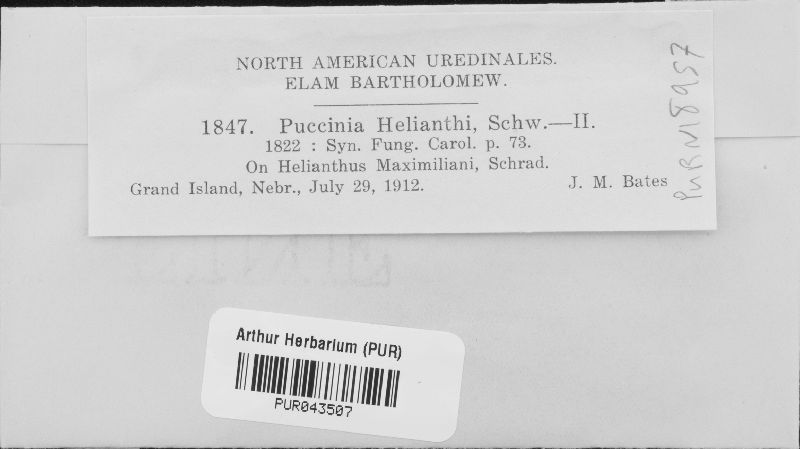 NORTH AMERICAN UREDINALES.
ELAM BARTHOLOMEW.
1847. Puccinia Helianthi, Schw.—II.
1822 : Syn. Fung. Carol. p. 73.
On Helianthus Maximiliani, Schrad.
Grand Island, Nebr., July 29, 1912. J. M. Bates
PUR N18957
Arthur Herbarium (PUR)
PUR043507